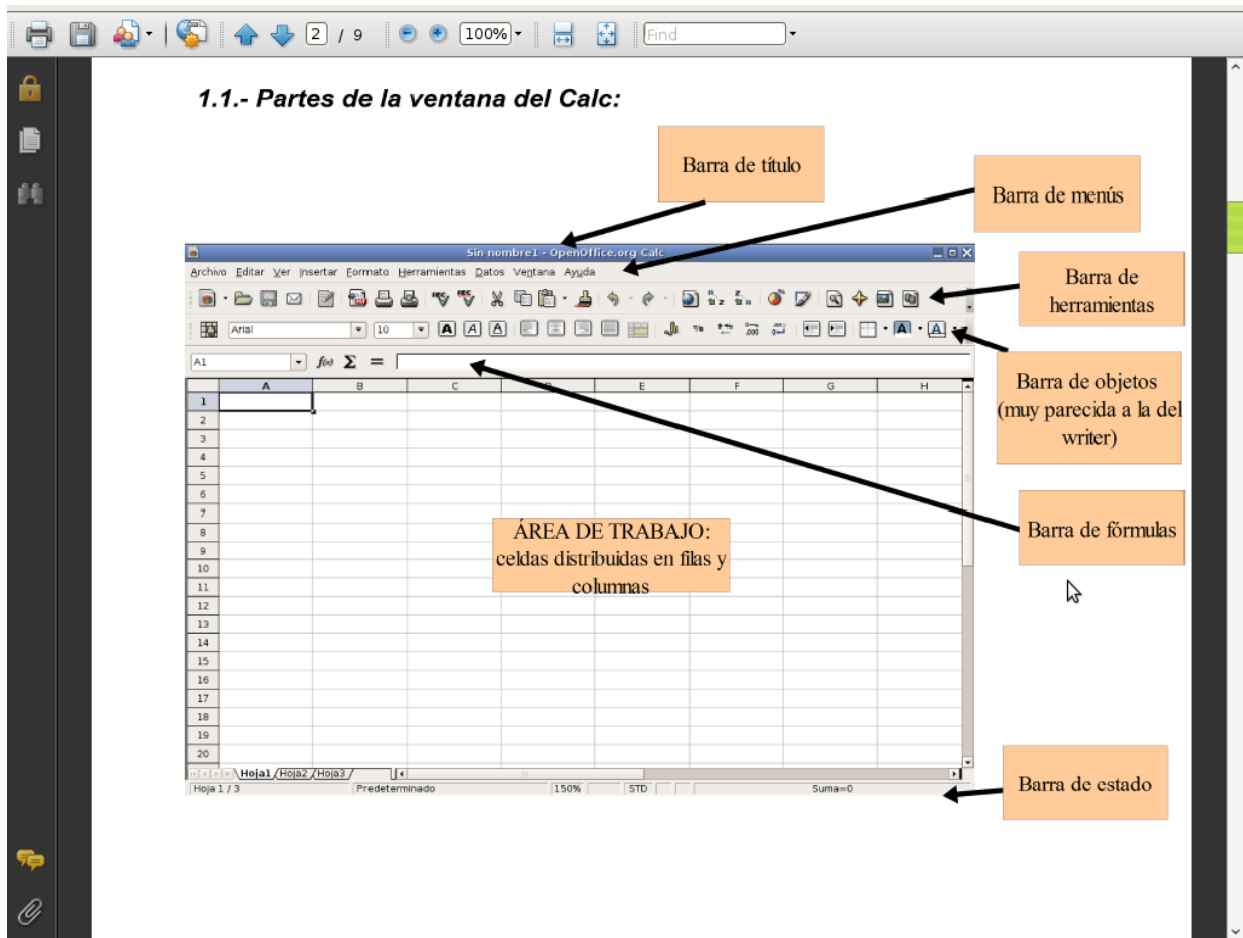 2 / 9 100% Find
1.1.- Partes de la ventana del Calc:
Barra de título
Barra de menús
Sin nombre1 - OpenOffice.org Calc
Archivo Editar Ver Insertar Formato Herramientas Datos Ventana Ayuda
Barra de
herramientas
Arial 10
A1 f(x) Σ =
Barra de objetos
(muy parecida a la del
writer)
A B C D E F G H
1
2
3
4
5
6
7
8
9
10
11
12
13
14
15
16
17
18
19
20
ÁREA DE TRABAJO:
celdas distribuidas en filas y
columnas
Barra de fórmulas
Hoja1 Hoja2 Hoja3
Hoja 1 / 3 Predeterminado 150% STD Suma=0
Barra de estado